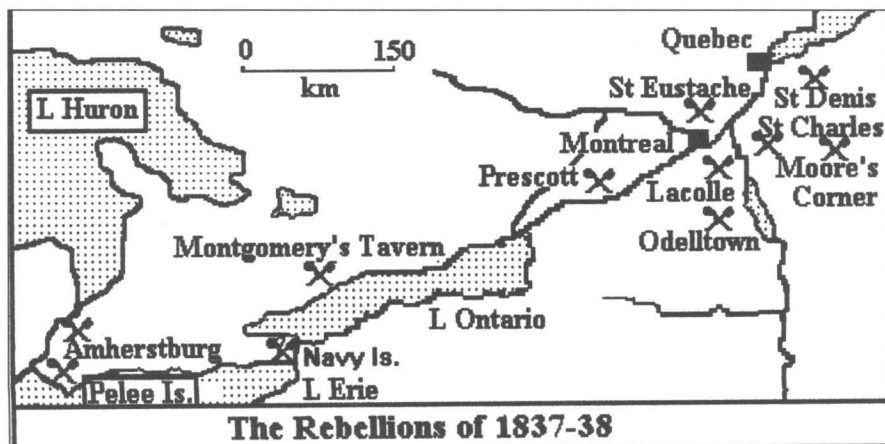 0 150
km
Quebec
L Huron
St Eustache
St Denis
St Charles
Montreal
Moore's
Corner
Prescott
Lacolle
Odelltown
Montgomery's Tavern
L Ontario
Amherstburg
Navy Is.
Pelee Is.
L Erie
The Rebellions of 1837-38